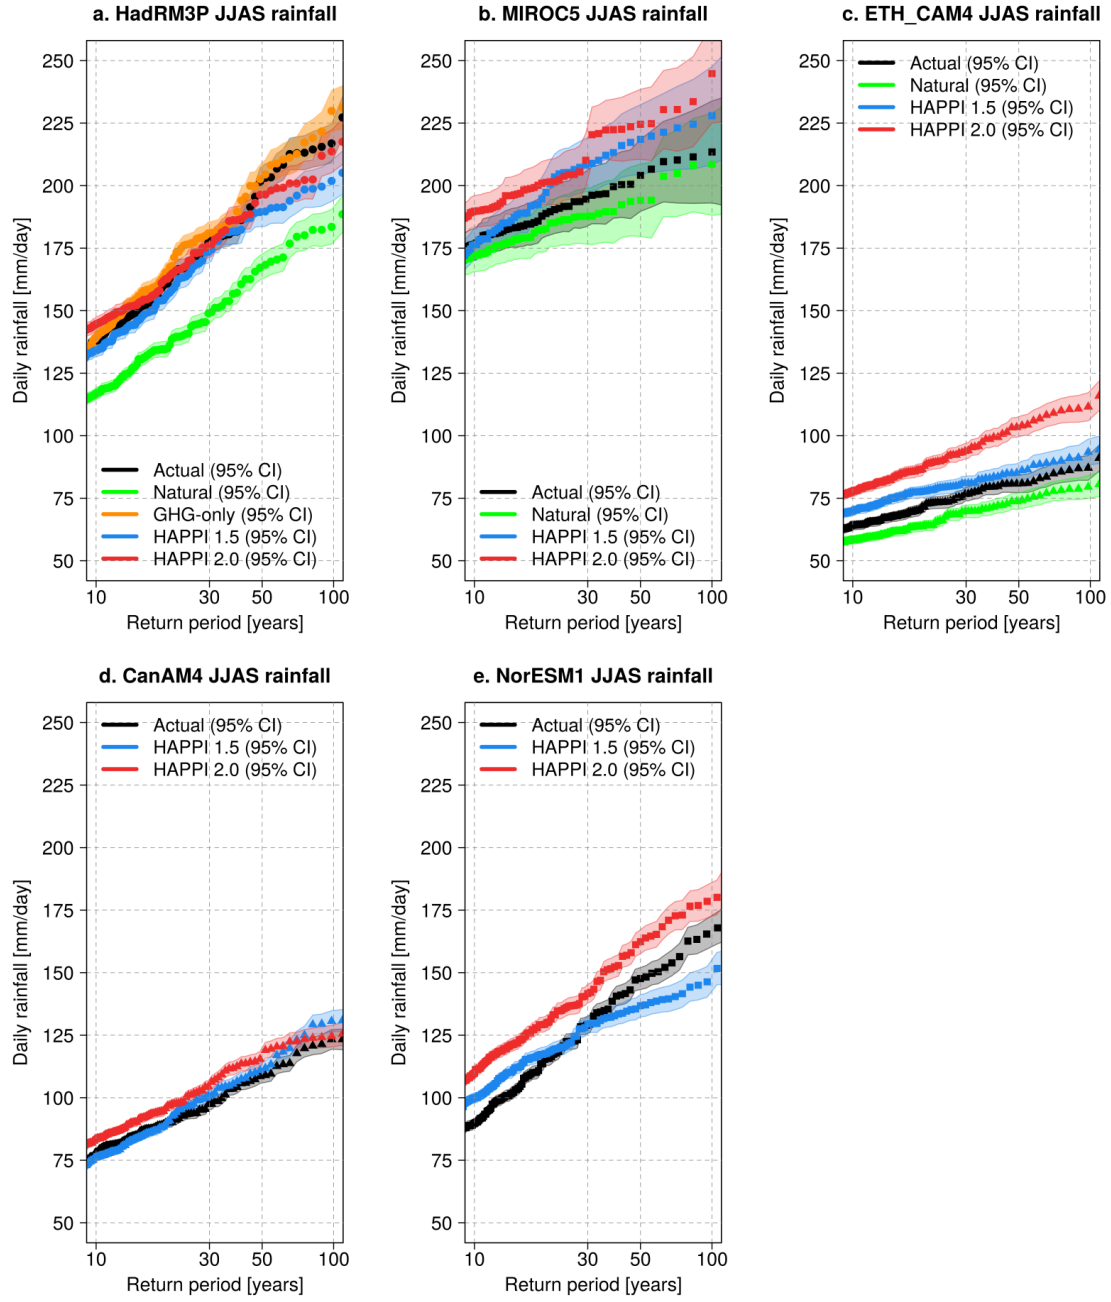 a. HadRM3P JJAS rainfall
250
225
200
175
150
125
100
75
50
Daily rainfall [mm/day]
Actual (95% CI)
Natural (95% CI)
GHG-only (95% CI)
HAPPI 1.5 (95% CI)
HAPPI 2.0 (95% CI)
10 30 50 100
Return period [years]
b. MIROC5 JJAS rainfall
250
225
200
175
150
125
100
75
50
Daily rainfall [mm/day]
Actual (95% CI)
Natural (95% CI)
HAPPI 1.5 (95% CI)
HAPPI 2.0 (95% CI)
10 30 50 100
Return period [years]
c. ETH_CAM4 JJAS rainfall
Actual (95% CI)
Natural (95% CI)
HAPPI 1.5 (95% CI)
HAPPI 2.0 (95% CI)
250
225
200
175
150
125
100
75
50
Daily rainfall [mm/day]
10 30 50 100
Return period [years]
d. CanAM4 JJAS rainfall
Actual (95% CI)
HAPPI 1.5 (95% CI)
HAPPI 2.0 (95% CI)
250
225
200
175
150
125
100
75
50
Daily rainfall [mm/day]
10 30 50 100
Return period [years]
e. NorESM1 JJAS rainfall
Actual (95% CI)
HAPPI 1.5 (95% CI)
HAPPI 2.0 (95% CI)
250
225
200
175
150
125
100
75
50
Daily rainfall [mm/day]
10 30 50 100
Return period [years]